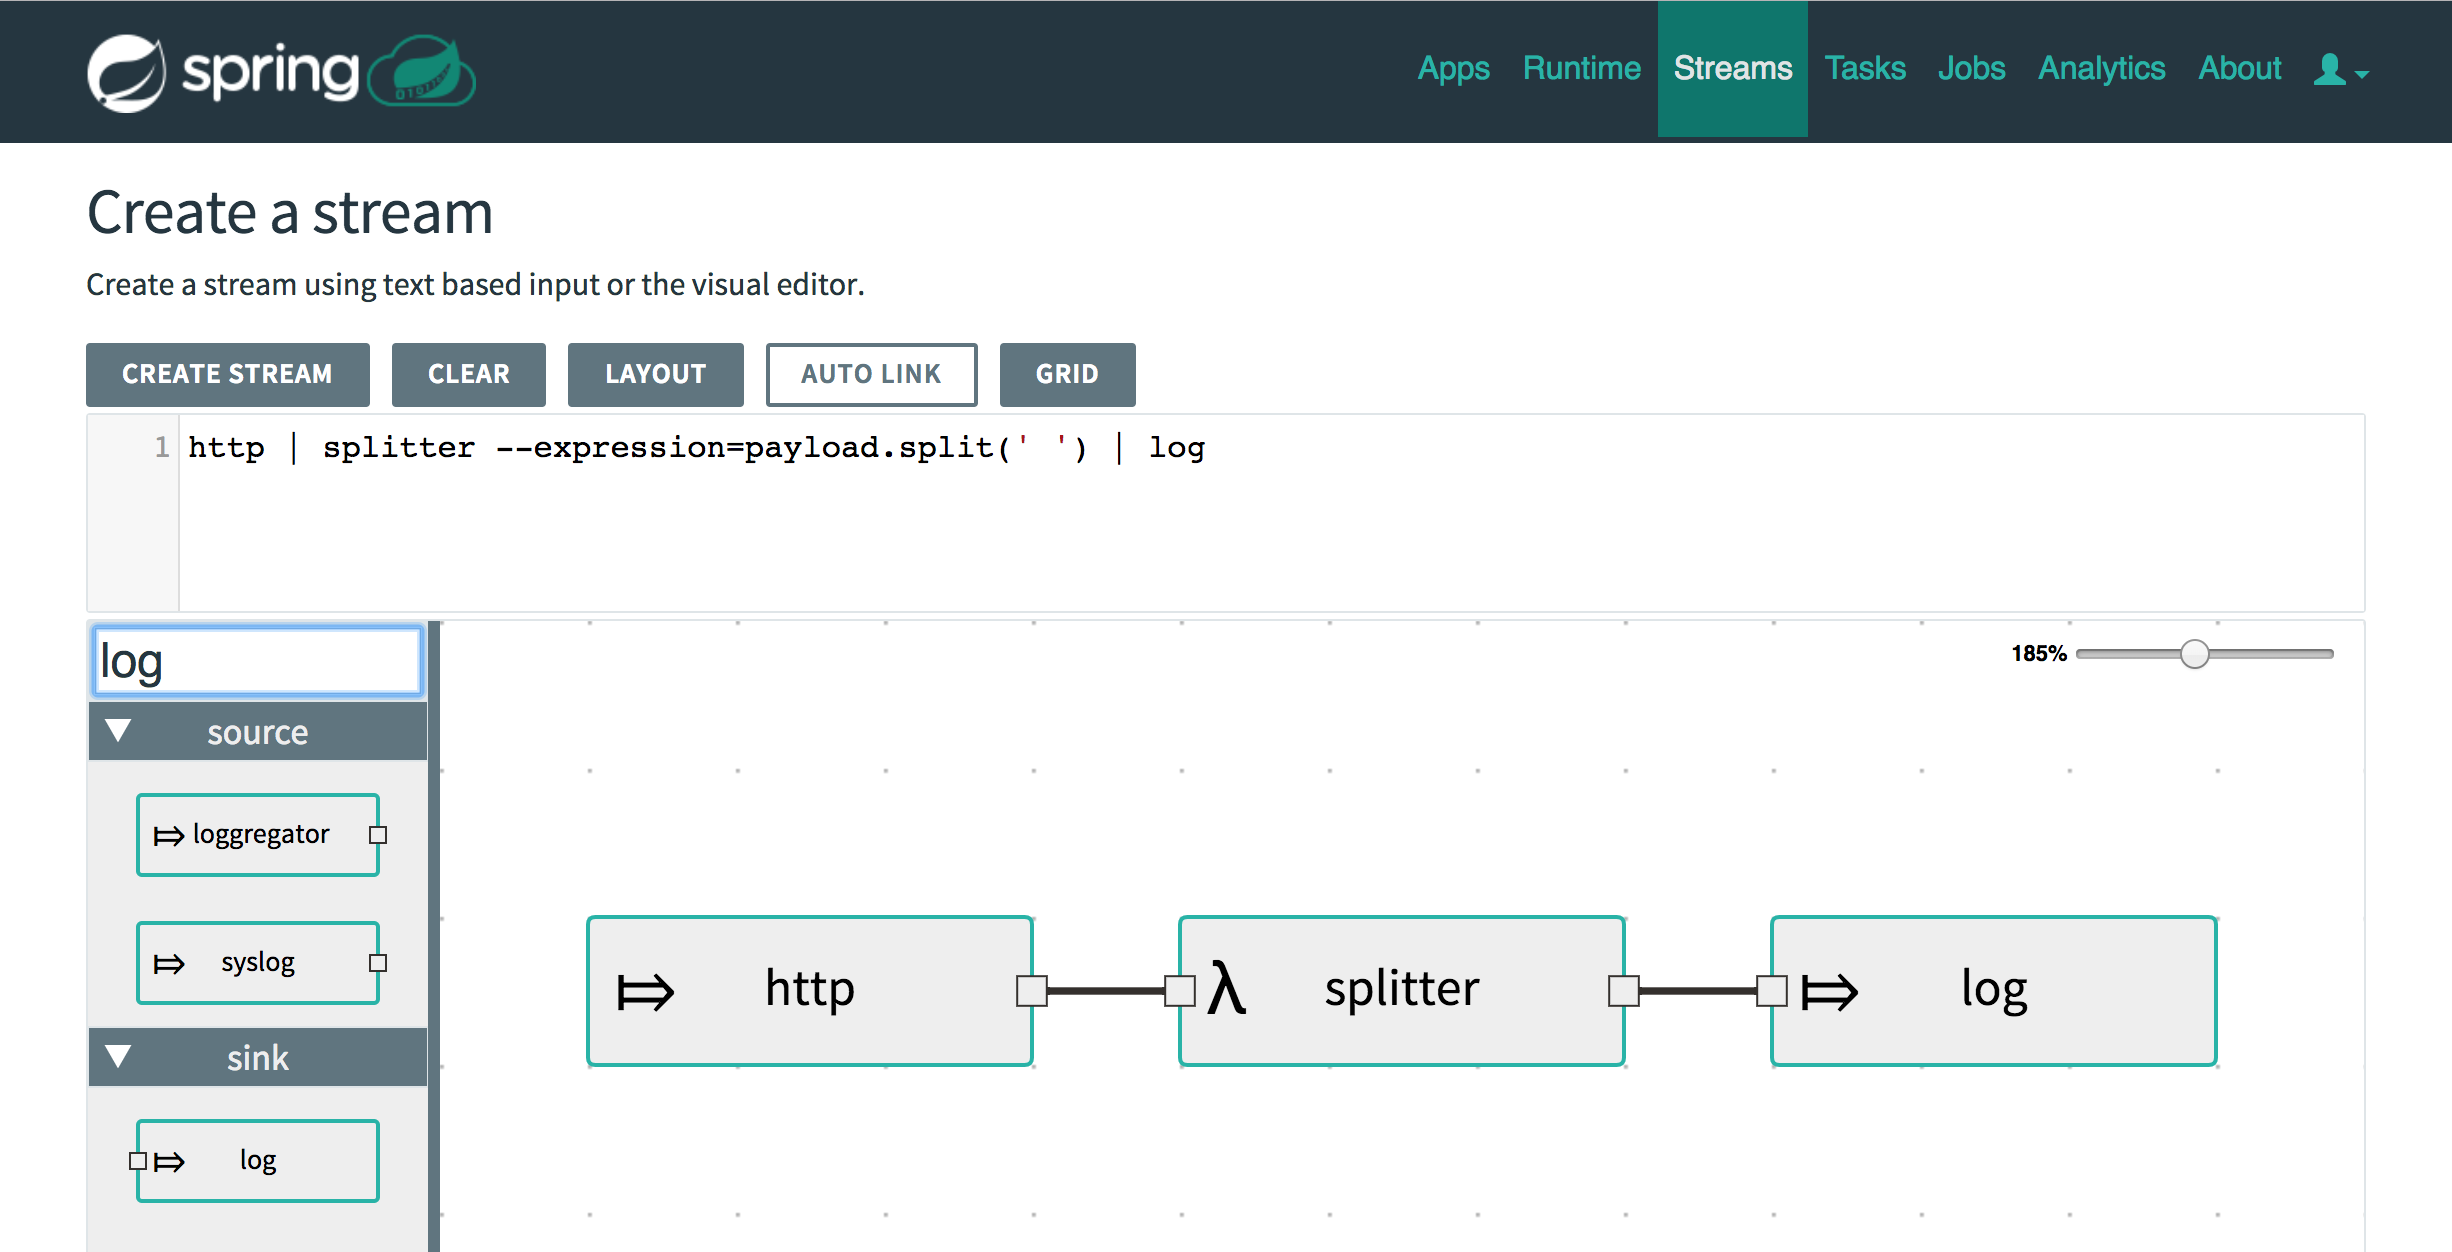 spring
Apps Runtime Streams Tasks Jobs Analytics About
Create a stream
Create a stream using text based input or the visual editor.
CREATE STREAM CLEAR LAYOUT AUTO LINK GRID
1 http | splitter --expression=payload.split(' ') | log
log
185%
source
loggregator
syslog
http
λ splitter
log
sink
log